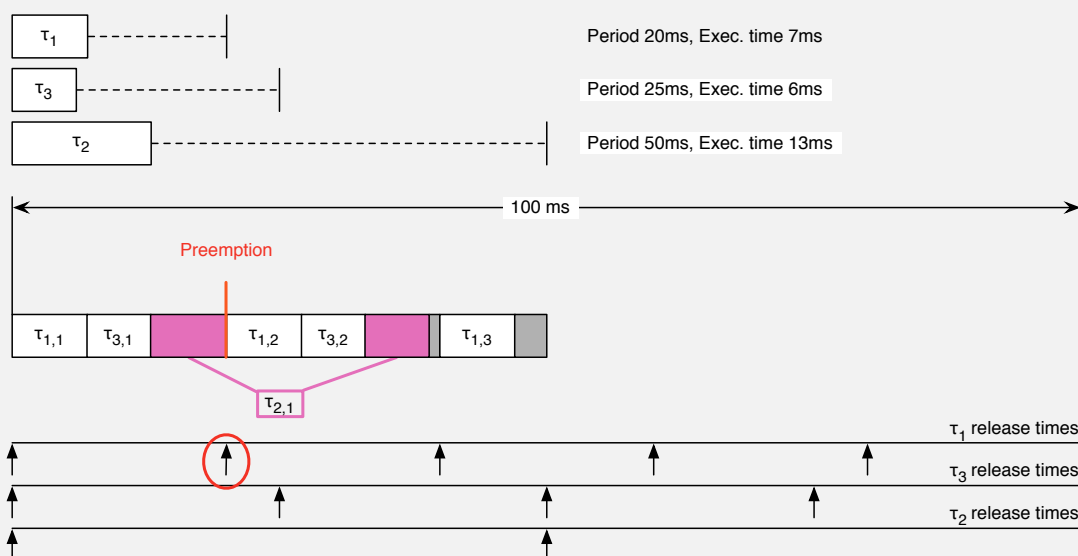 τ1
Period 20ms, Exec. time 7ms
τ3
Period 25ms, Exec. time 6ms
τ2
Period 50ms, Exec. time 13ms
100 ms
Preemption
τ1,1
τ3,1
τ1,2
τ3,2
τ1,3
τ2,1
τ1 release times
τ3 release times
τ2 release times